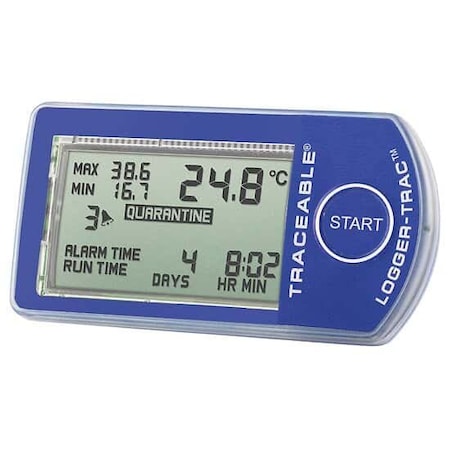 MAX 38.6
MIN 16.7
24.8 °C
3
QUARANTINE
ALARM TIME
RUN TIME
4 DAYS
8:02 HR MIN
TRACEABLE®
START
LOGGER-TRAC™